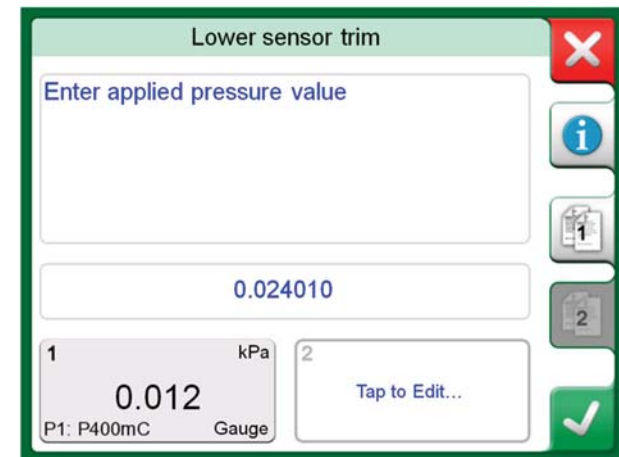 Lower sensor trim
Enter applied pressure value
i
1
0.024010
2
1 kPa
0.012
P1: P400mC Gauge
2
Tap to Edit...